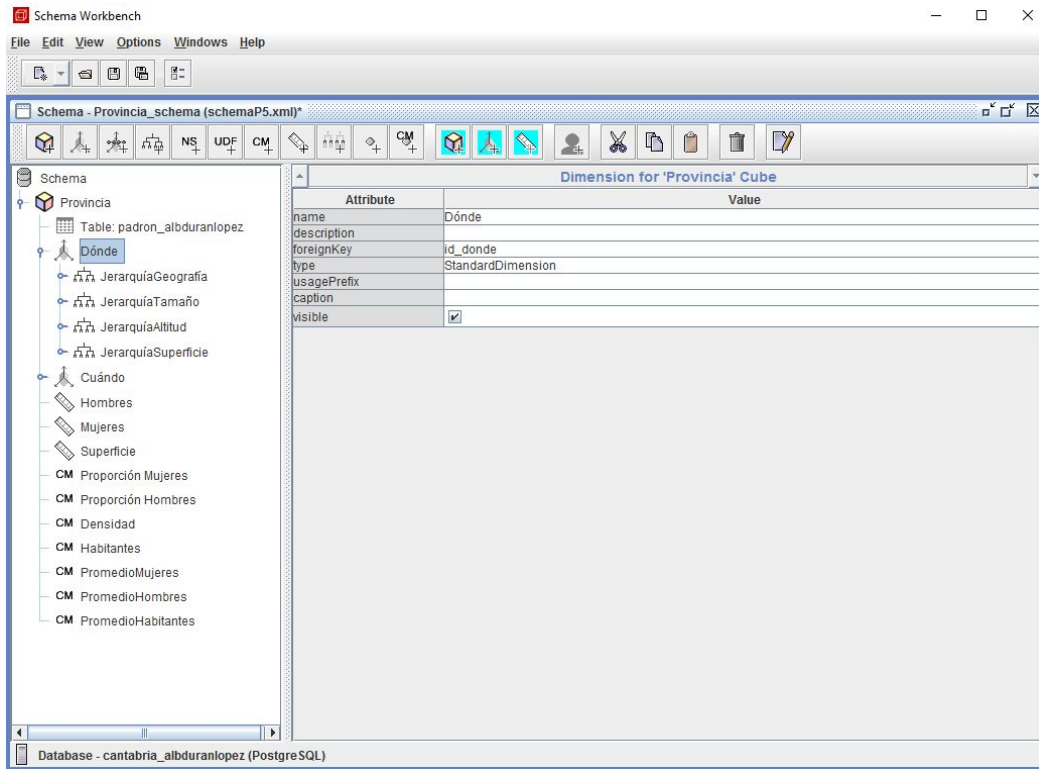 Schema Workbench
File Edit View Options Windows Help
Schema - Provincia_schema (schemaP5.xml)*
NS UDF CM CM
Schema
Provincia
Table: padron_albduranlopez
Dónde
JerarquíaGeografía
JerarquíaTamaño
JerarquíaAltitud
JerarquíaSuperficie
Cuándo
Hombres
Mujeres
Superficie
CM Proporción Mujeres
CM Proporción Hombres
CM Densidad
CM Habitantes
CM PromedioMujeres
CM PromedioHombres
CM PromedioHabitantes
Dimension for 'Provincia' Cube
Attribute Value
name Dónde
description
foreignKey id_donde
type StandardDimension
usagePrefix
caption
visible
Database - cantabria_albduranlopez (PostgreSQL)